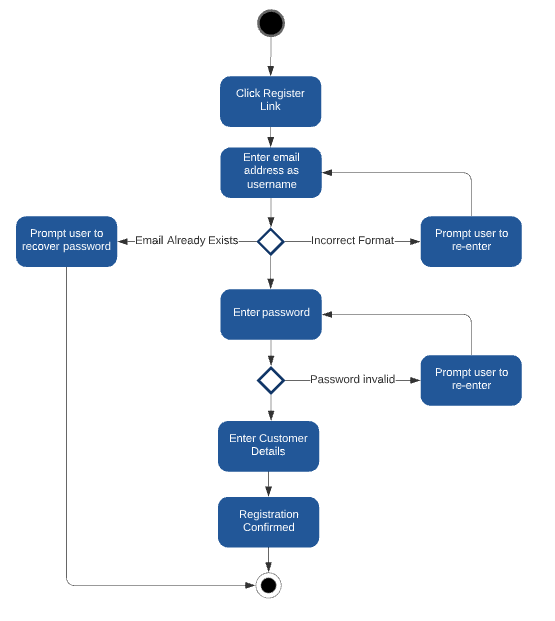 Click Register
Link
Enter email
address as
username
Prompt user to
recover password
Email Already Exists
Incorrect Format
Prompt user to
re-enter
Enter password
Password invalid
Prompt user to
re-enter
Enter Customer
Details
Registration
Confirmed